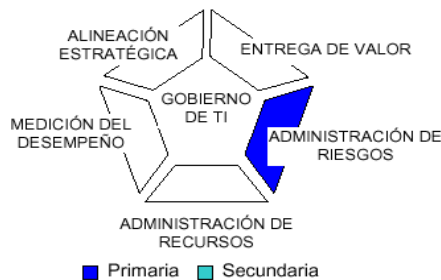 ALINEACIÓN
ESTRATÉGICA
ENTREGA DE VALOR
GOBIERNO
DE TI
MEDICIÓN DEL
DESEMPEÑO
ADMINISTRACIÓN DE
RIESGOS
ADMINISTRACIÓN DE
RECURSOS
Primaria Secundaria